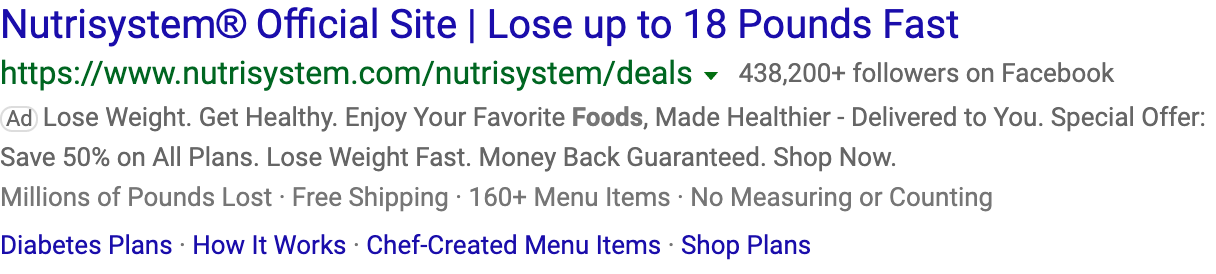 Nutrisystem® Official Site | Lose up to 18 Pounds Fast
https://www.nutrisystem.com/nutrisystem/deals ▾ 438,200+ followers on Facebook
Ad Lose Weight. Get Healthy. Enjoy Your Favorite Foods, Made Healthier - Delivered to You. Special Offer:
Save 50% on All Plans. Lose Weight Fast. Money Back Guaranteed. Shop Now.
Millions of Pounds Lost · Free Shipping · 160+ Menu Items · No Measuring or Counting
Diabetes Plans · How It Works · Chef-Created Menu Items · Shop Plans